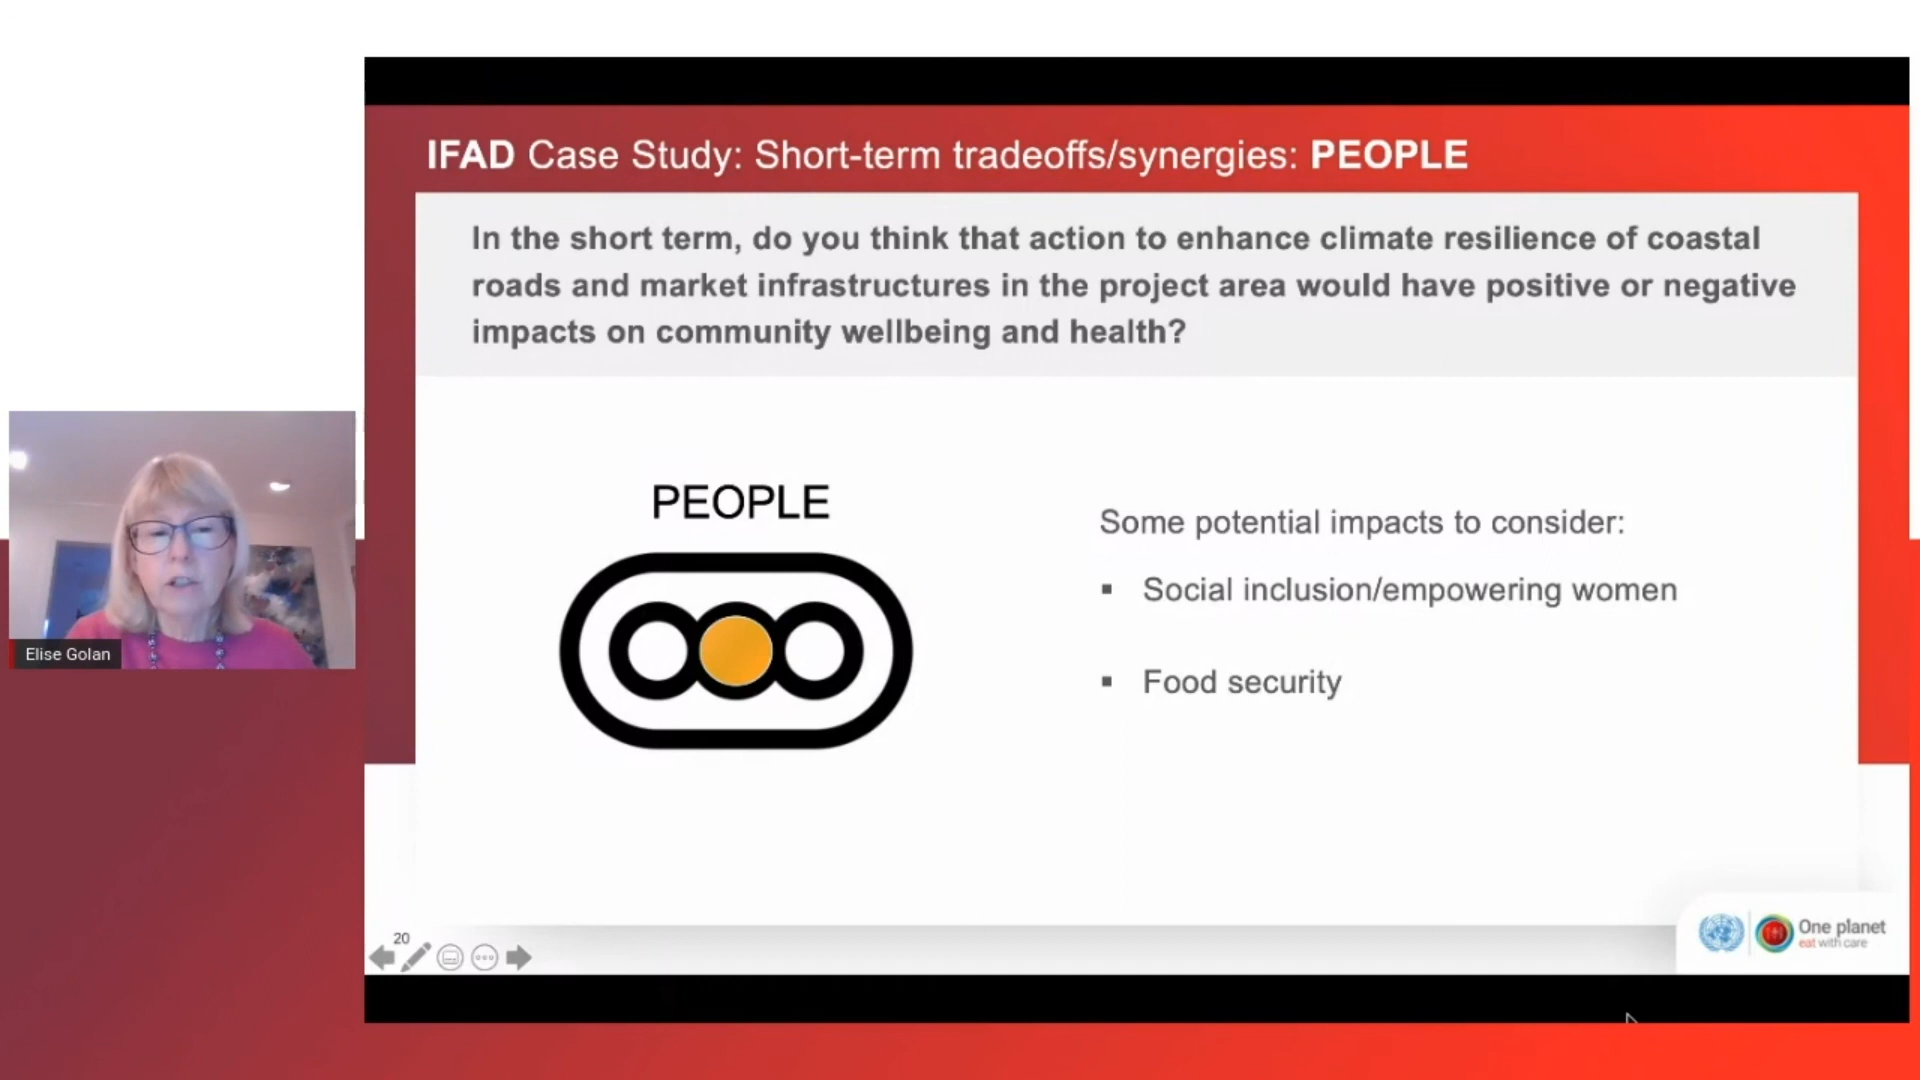 IFAD Case Study: Short-term tradeoffs/synergies: PEOPLE
In the short term, do you think that action to enhance climate resilience of coastal
roads and market infrastructures in the project area would have positive or negative
impacts on community wellbeing and health?
PEOPLE
Some potential impacts to consider:
▪ Social inclusion/empowering women
▪ Food security
Elise Golan
20
One planet
eat with care